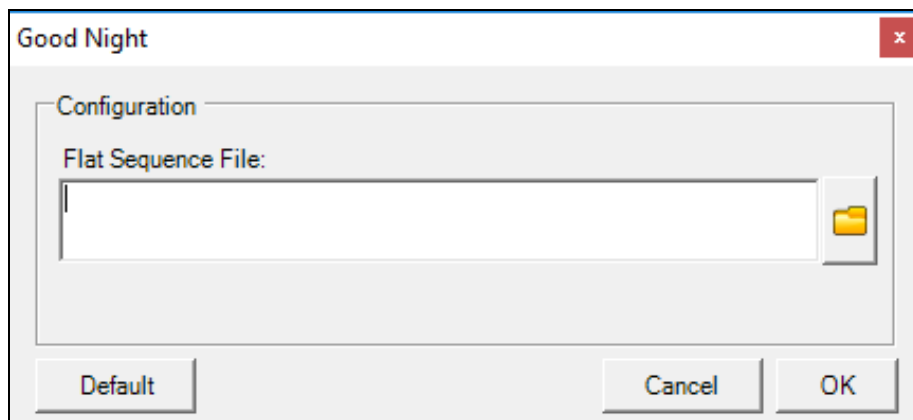 Good Night
x
Configuration
Flat Sequence File:
Default
Cancel
OK